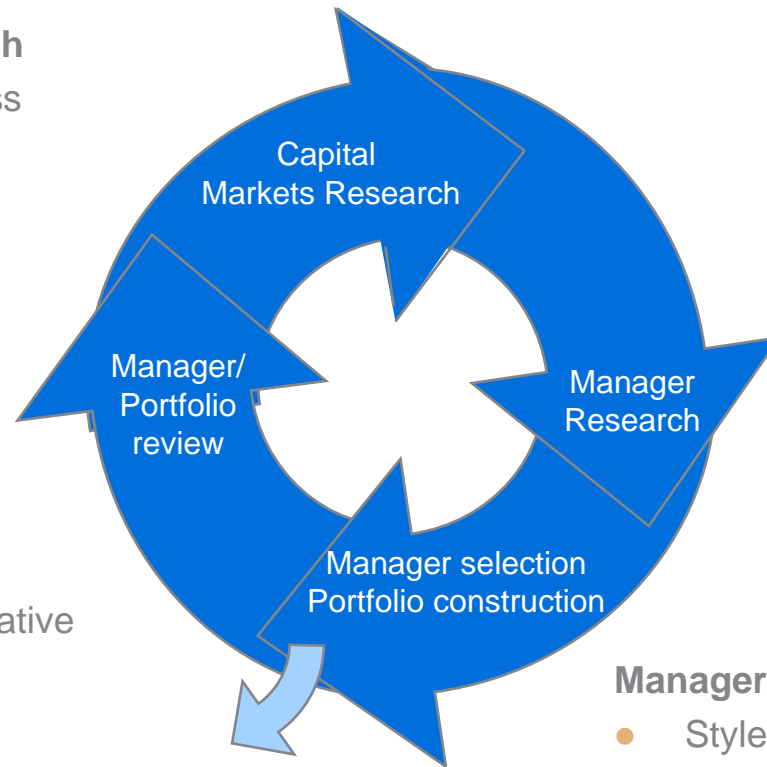 h
ss
Capital
Markets Research
Manager/
Portfolio
review
Manager
Research
Manager selection
Portfolio construction
ative
Manager
● Style